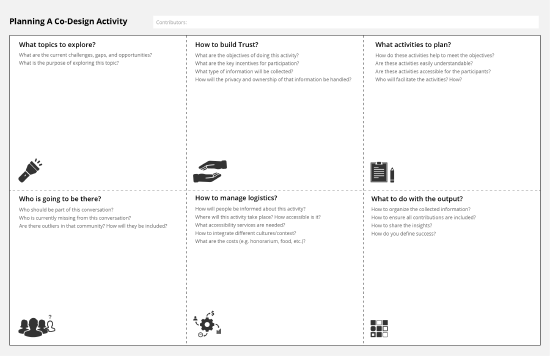 Planning A Co-Design Activity
Contributors:
What topics to explore?
What are the current challenges, gaps, and opportunities?
What is the purpose of exploring this topic?
How to build Trust?
What are the objectives of doing this activity?
What are the key incentives for participation?
What type of information will be collected?
How will the privacy and ownership of that information be handled?
What activities to plan?
How do these activities help to meet the objectives?
Are these activities easily understandable?
Are these activities accessible for the participants?
Who will facilitate the activities? How?
Who is going to be there?
Who should be part of this conversation?
Who is currently missing from this conversation?
Are there outliers in that community? How will they be included?
?
How to manage logistics?
How will people be informed about this activity?
Where will this activity take place? How accessible is it?
What accessibility services are needed?
How to integrate different cultures/context?
What are the costs (e.g. honorarium, food, etc.)?
$
What to do with the output?
How to organize the collected information?
How to ensure all contributions are included?
How to share the insights?
How do you define success?